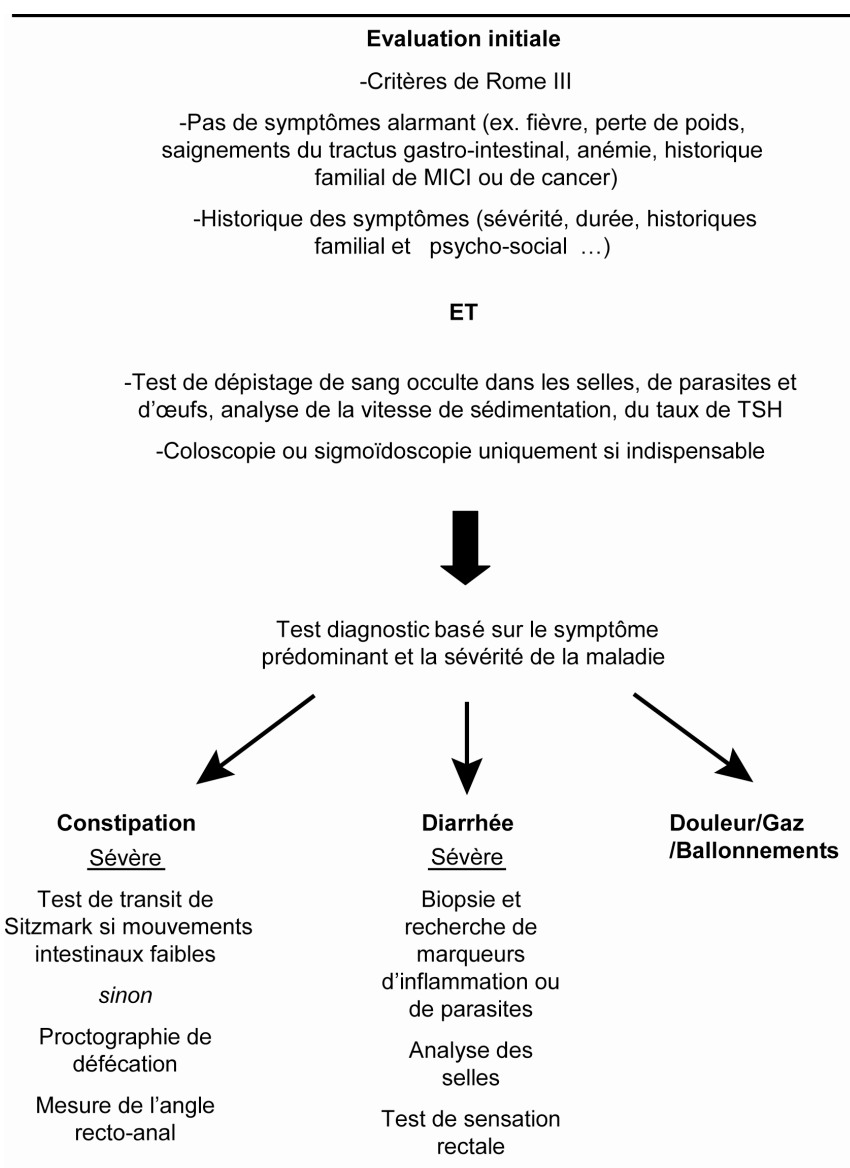 Evaluation initiale
-Critères de Rome III
-Pas de symptômes alarmant (ex. fièvre, perte de poids,
saignements du tractus gastro-intestinal, anémie, historique
familial de MICI ou de cancer)
-Historique des symptômes (sévérité, durée, historiques
familial et psycho-social …)
ET
-Test de dépistage de sang occulte dans les selles, de parasites et
d’œufs, analyse de la vitesse de sédimentation, du taux de TSH
-Coloscopie ou sigmoïdoscopie uniquement si indispensable
Test diagnostic basé sur le symptôme
prédominant et la sévérité de la maladie
Constipation
Sévère
Test de transit de
Sitzmark si mouvements
intestinaux faibles
sinon
Proctographie de
défécation
Mesure de l’angle
recto-anal
Diarrhée
Sévère
Biopsie et
recherche de
marqueurs
d’inflammation ou
de parasites
Analyse des
selles
Test de sensation
rectale
Douleur/Gaz
/Ballonnements